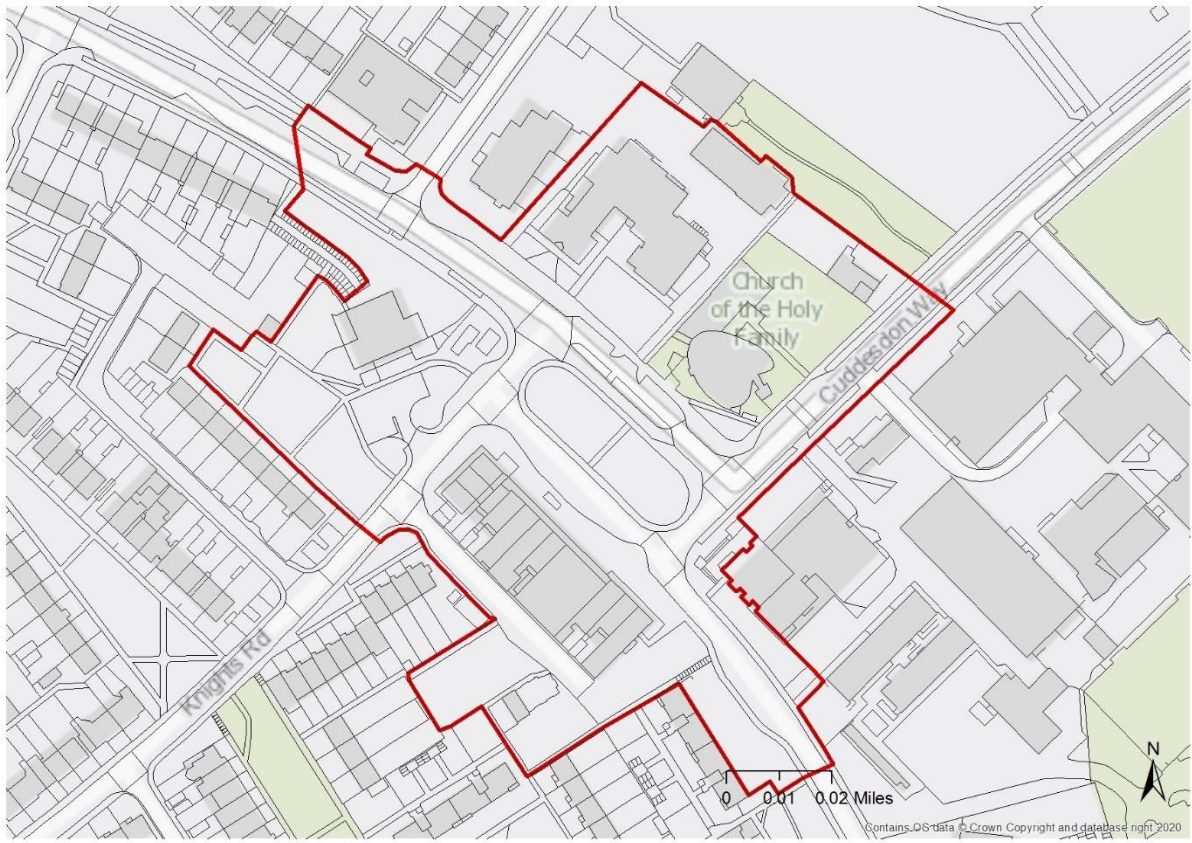 Church
of the Holy
Family
Cuddesdon Way
Knights Rd
N
0 0.01 0.02 Miles
Contains OS data © Crown Copyright and database right 2020